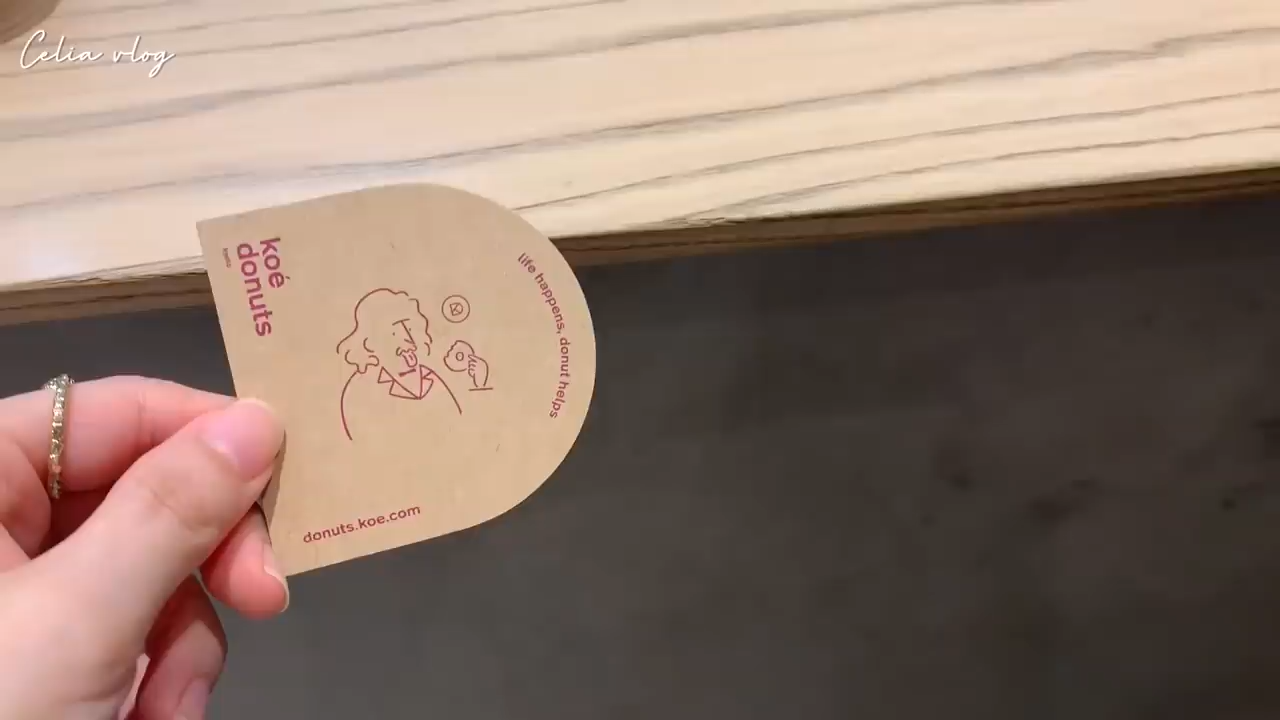 Celia vlog
koé
donuts
life happens, donut helps
donuts.koe.com